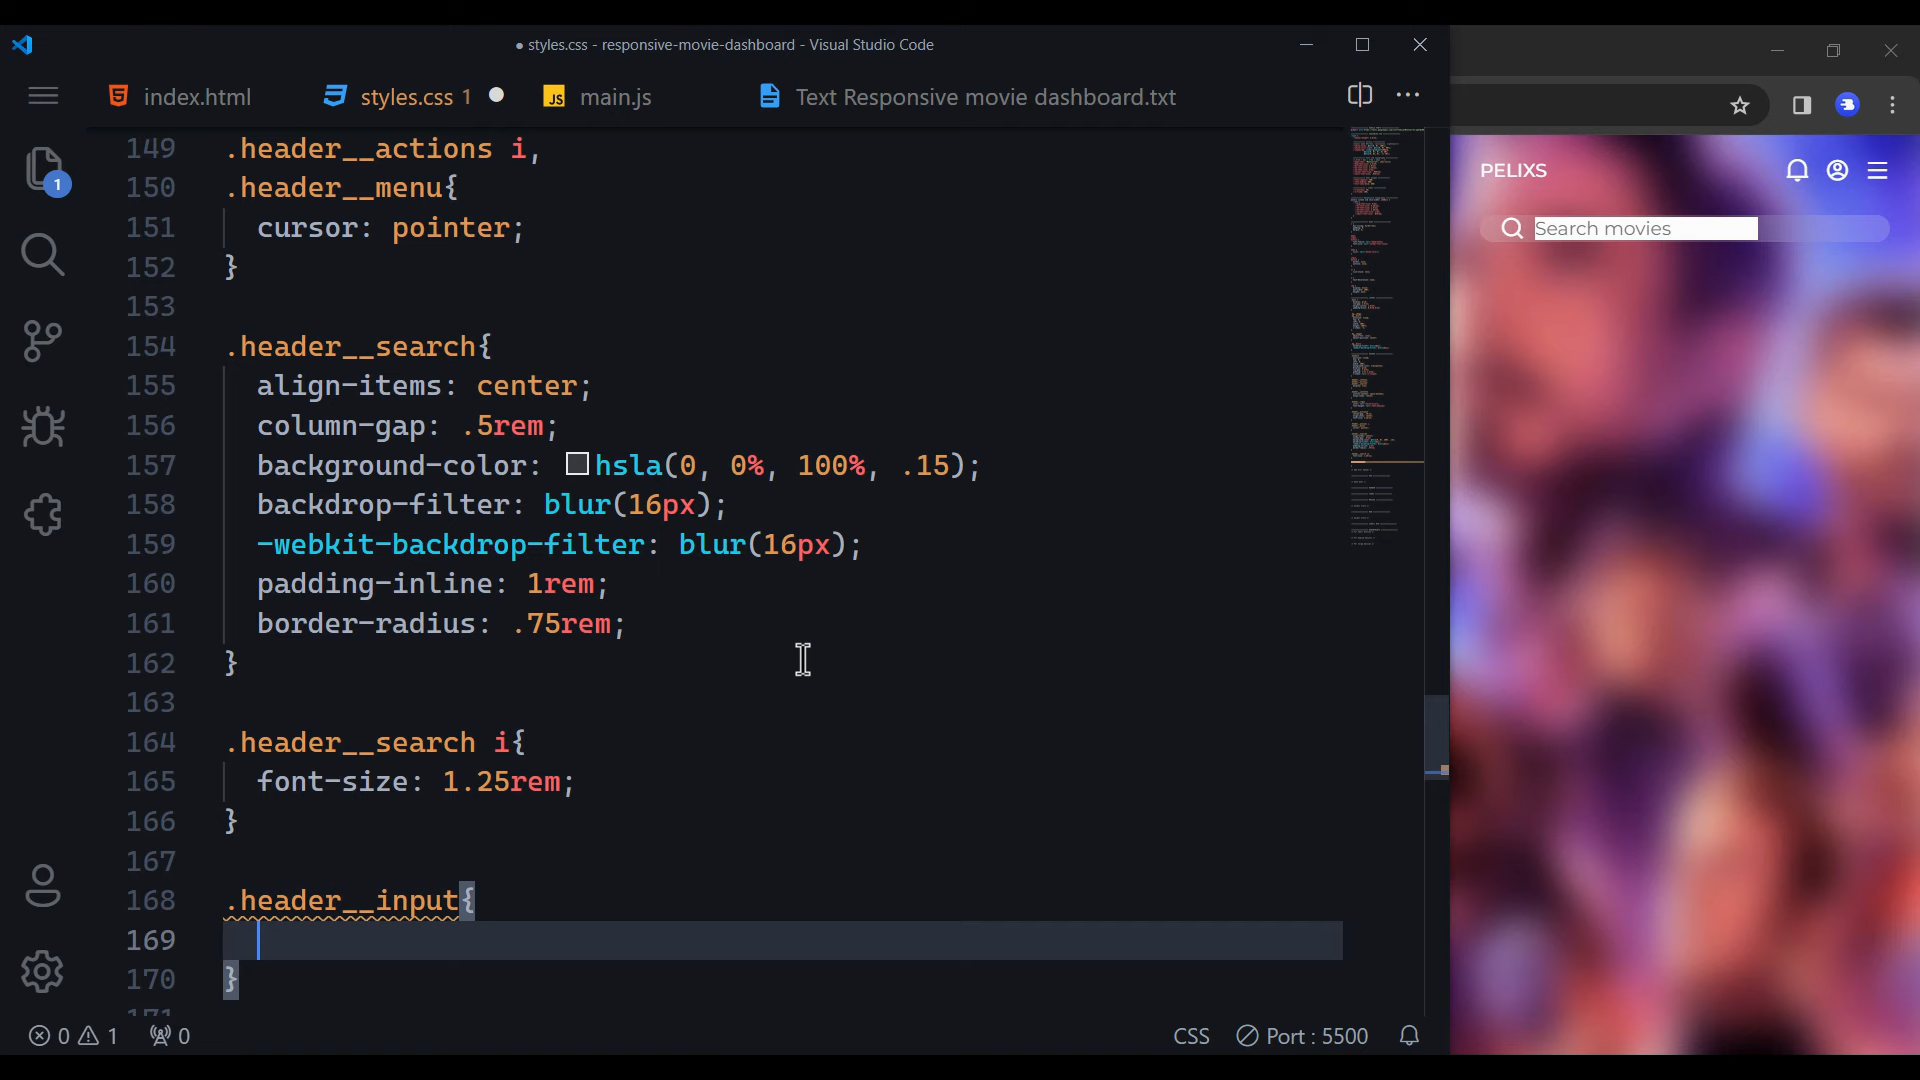 styles.css - responsive-movie-dashboard - Visual Studio Code
index.html
styles.css 1
JS main.js
Text Responsive movie dashboard.txt
149 .header__actions i,
150 .header__menu{
151 cursor: pointer;
152 }
153
154 .header__search{
155 align-items: center;
156 column-gap: .5rem;
157 background-color: hsla(0, 0%, 100%, .15);
158 backdrop-filter: blur(16px);
159 -webkit-backdrop-filter: blur(16px);
160 padding-inline: 1rem;
161 border-radius: .75rem;
162 }
163
164 .header__search i{
165 font-size: 1.25rem;
166 }
167
168 .header__input{
169
170 }
171
1
0 1 0
CSS Port : 5500
PELIXS
Search movies